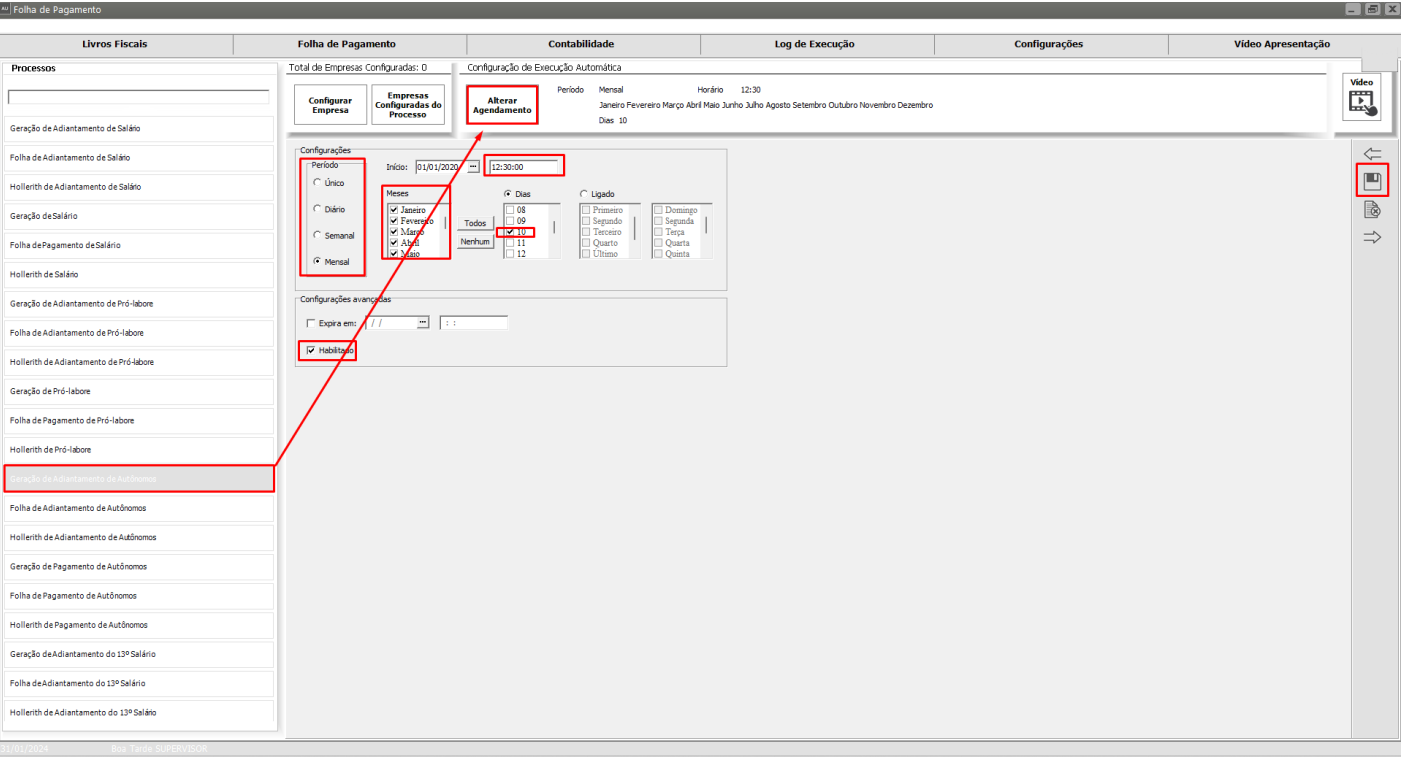 AU Folha de Pagamento
Livros Fiscais
Folha de Pagamento
Contabilidade
Log de Execução
Configurações
Vídeo Apresentação
Processos
Geração de Adiantamento de Salário
Folha de Adiantamento de Salário
Hollerith de Adiantamento de Salário
Geração de Salário
Folha de Pagamento de Salário
Hollerith de Salário
Geração de Adiantamento de Pró-labore
Folha de Adiantamento de Pró-labore
Hollerith de Adiantamento de Pró-labore
Geração de Pró-labore
Folha de Pagamento de Pró-labore
Hollerith de Pró-labore
Geração de Adiantamento de Autônomos
Folha de Adiantamento de Autônomos
Hollerith de Adiantamento de Autônomos
Geração de Pagamento de Autônomos
Folha de Pagamento de Autônomos
Hollerith de Pagamento de Autônomos
Geração de Adiantamento do 13º Salário
Folha de Adiantamento do 13º Salário
Hollerith de Adiantamento do 13º Salário
Total de Empresas Configuradas: 0
Configurar
Empresa
Empresas
Configuradas do
Processo
Configuração de Execução Automática
Alterar
Agendamento
Período Mensal Horário 12:30
Janeiro Fevereiro Março Abril Maio Junho Julho Agosto Setembro Outubro Novembro Dezembro
Dias 10
Vídeo
Configurações
Período
Único
Diário
Semanal
Mensal
Início: 01/01/2020 ... 12:30:00
Meses
Janeiro
Fevereiro
Março
Abril
Maio
Todos
Nenhum
Dias
08
09
10
11
12
Ligado
Primeiro
Segundo
Terceiro
Quarto
Último
Domingo
Segunda
Terça
Quarta
Quinta
Configurações avançadas
Expira em: / / ... : :
Habilitado
31/01/2024 Boa Tarde SUPERVISOR